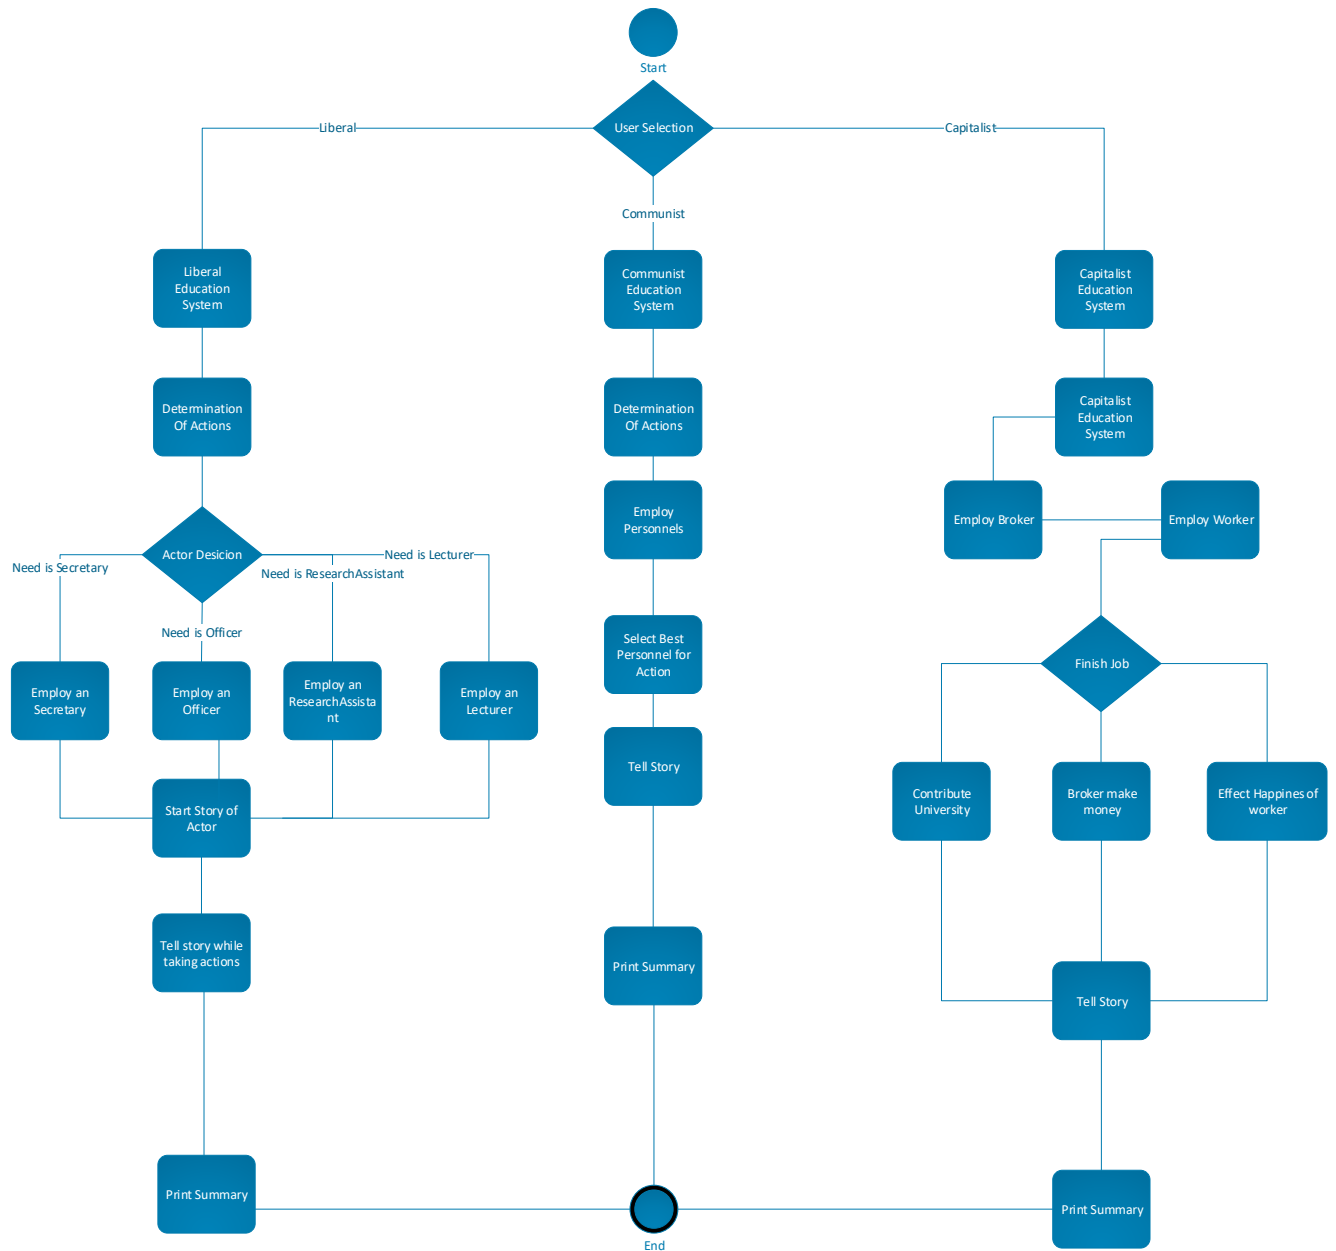 Start
User Selection
Liberal
Capitalist
Communist
Liberal
Education
System
Communist
Education
System
Capitalist
Education
System
Determination
Of Actions
Determination
Of Actions
Capitalist
Education
System
Employ
Personnels
Employ Broker
Employ Worker
Actor Desicion
Need is Secretary
Need is Officer
Need is ResearchAssistant
Need is Lecturer
Select Best
Personnel for
Action
Finish Job
Employ an
Secretary
Employ an
Officer
Employ an
ResearchAssista
nt
Employ an
Lecturer
Tell Story
Contribute
University
Broker make
money
Effect Happines of
worker
Start Story of
Actor
Tell story while
taking actions
Print Summary
Tell Story
Print Summary
Print Summary
End